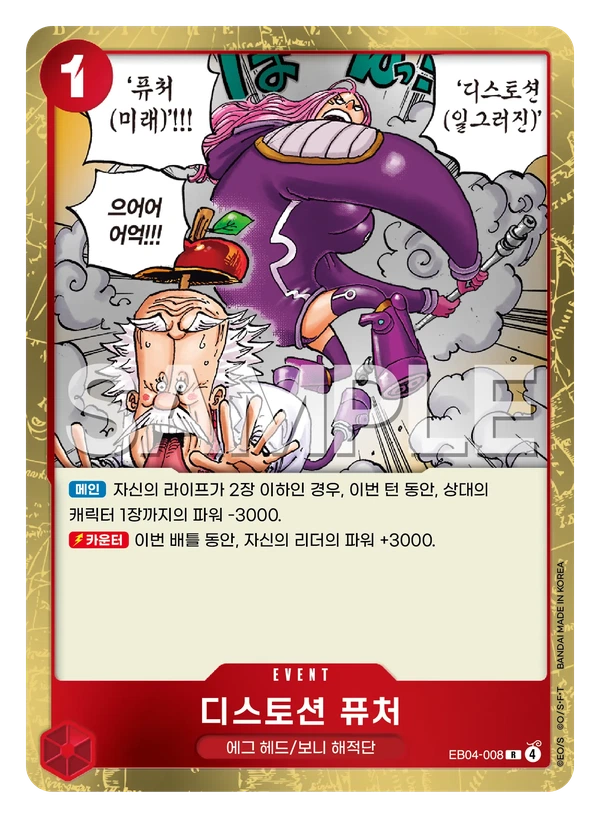 1
'퓨처
(미래)'!!!
'디스토션
(일그러진)'
으어어
어억!!!
SAMPLE
메인 자신의 라이프가 2장 이하인 경우, 이번 턴 동안, 상대의
캐릭터 1장까지의 파워 -3000.
카운터 이번 배틀 동안, 자신의 리더의 파워 +3000.
EVENT
디스토션 퓨처
에그 헤드/보니 해적단
EB04-008 R 4
©EO/S ©O/S·F·T BANDAI MADE IN KOREA